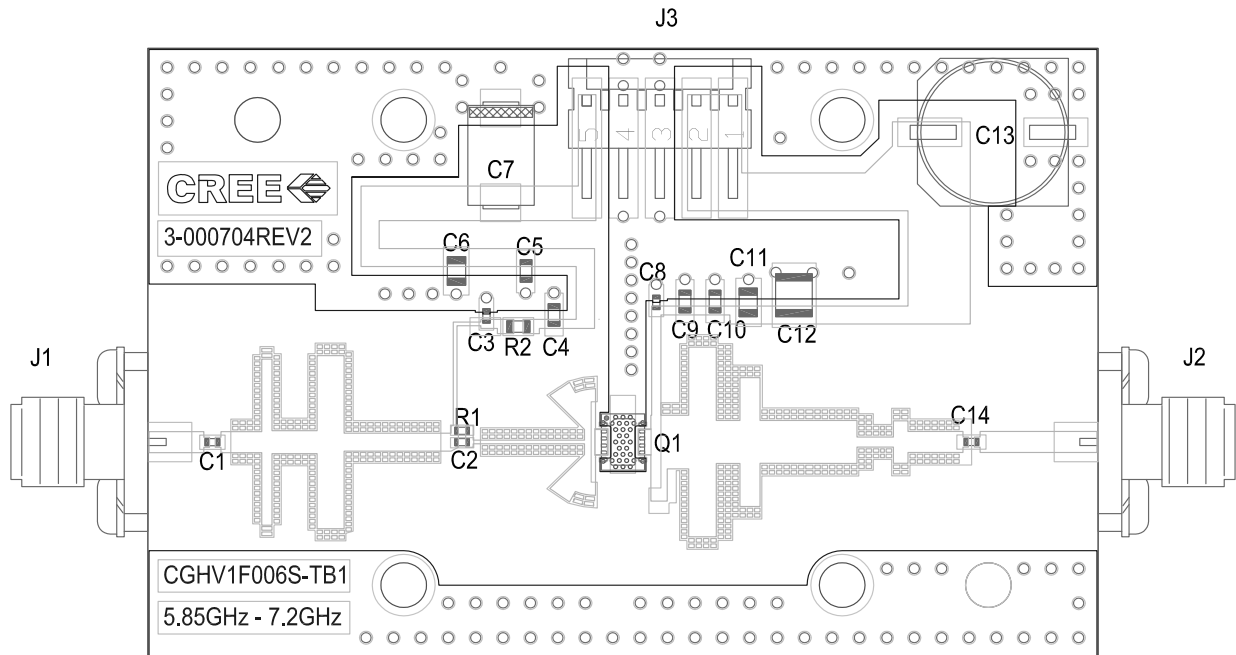 J3
5 4 3 2 1
C13
C7
CREE
3-000704REV2
C6 C5
C8 C11
C3 R2 C4
C9 C10 C12
J1
J2
R1
C1 C2
Q1
C14
CGHV1F006S-TB1
5.85GHz - 7.2GHz